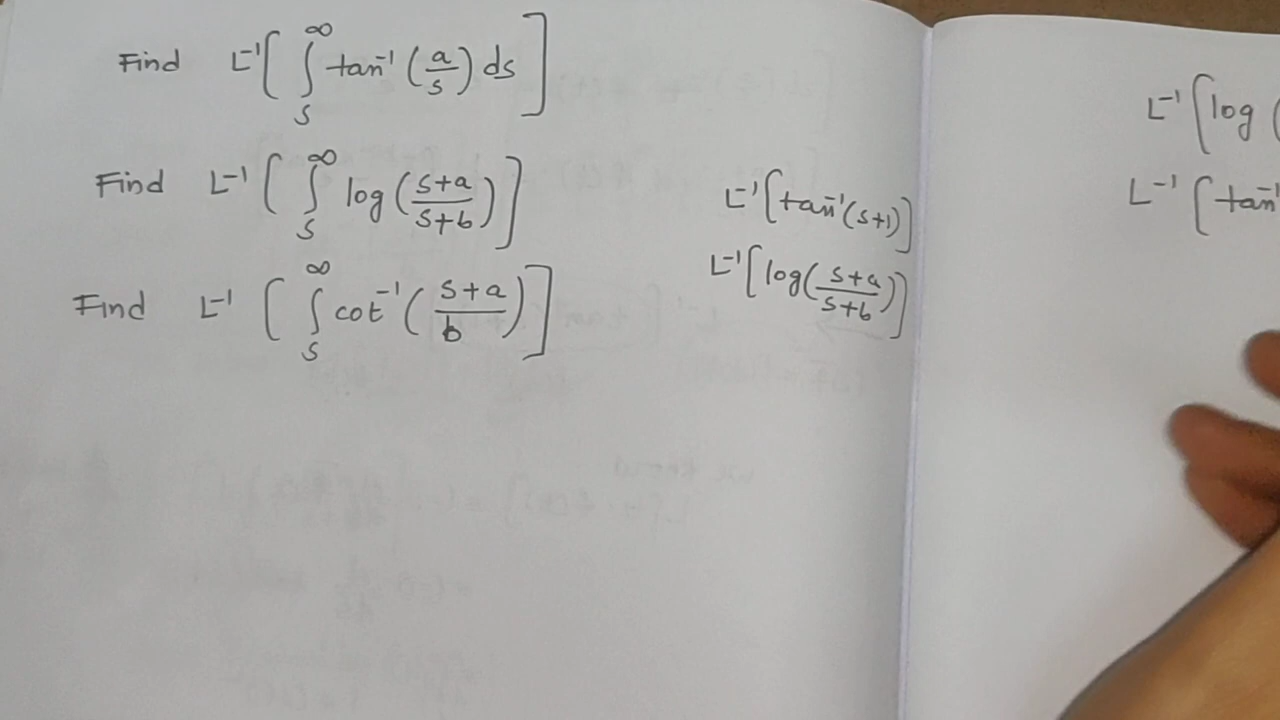 Find L⁻¹[ ∫ₛ^∞ tan⁻¹(a/s) ds ]
Find L⁻¹[ ∫ₛ^∞ log((s+a)/(s+b)) ]
Find L⁻¹[ ∫ₛ^∞ cot⁻¹((s+a)/b) ]
L⁻¹[tan⁻¹(s+1)]
L⁻¹[log((s+a)/(s+b))]
L⁻¹[log (
L⁻¹[tan⁻¹